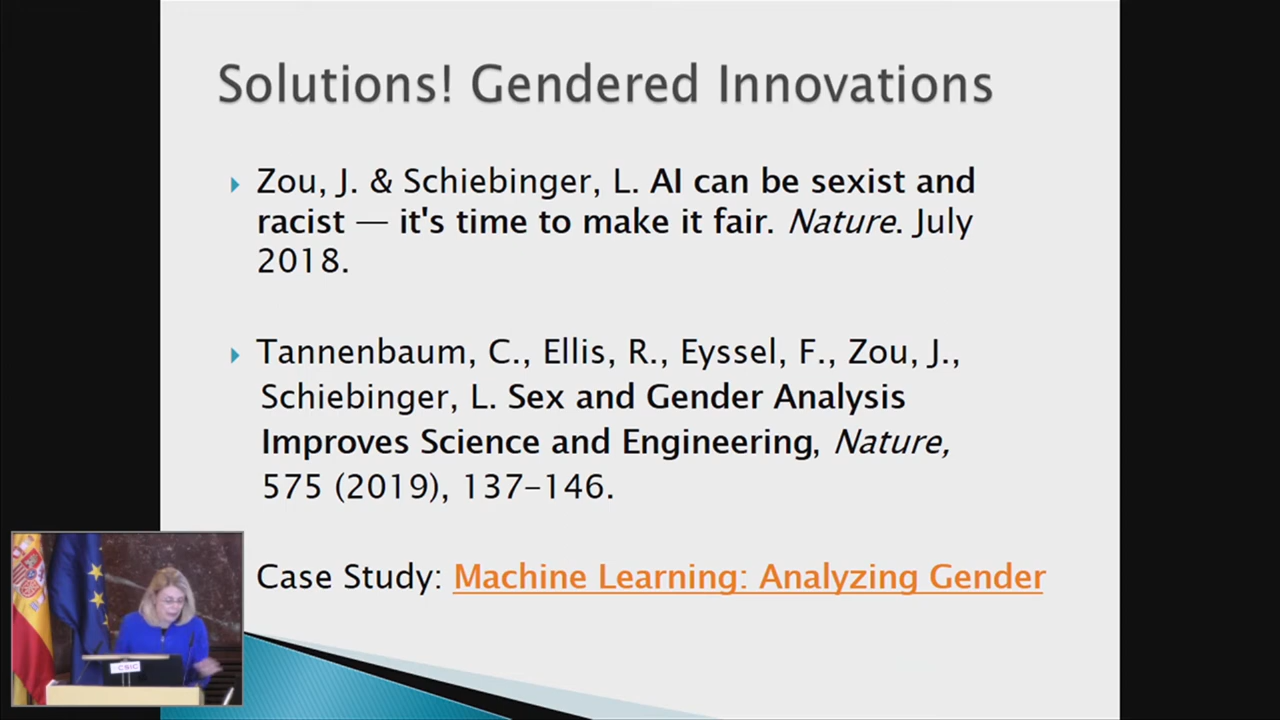 Solutions! Gendered Innovations
Zou, J. & Schiebinger, L. AI can be sexist and
racist — it's time to make it fair. Nature. July
2018.
Tannenbaum, C., Ellis, R., Eyssel, F., Zou, J.,
Schiebinger, L. Sex and Gender Analysis
Improves Science and Engineering, Nature,
575 (2019), 137-146.
Case Study: Machine Learning: Analyzing Gender
CSIC